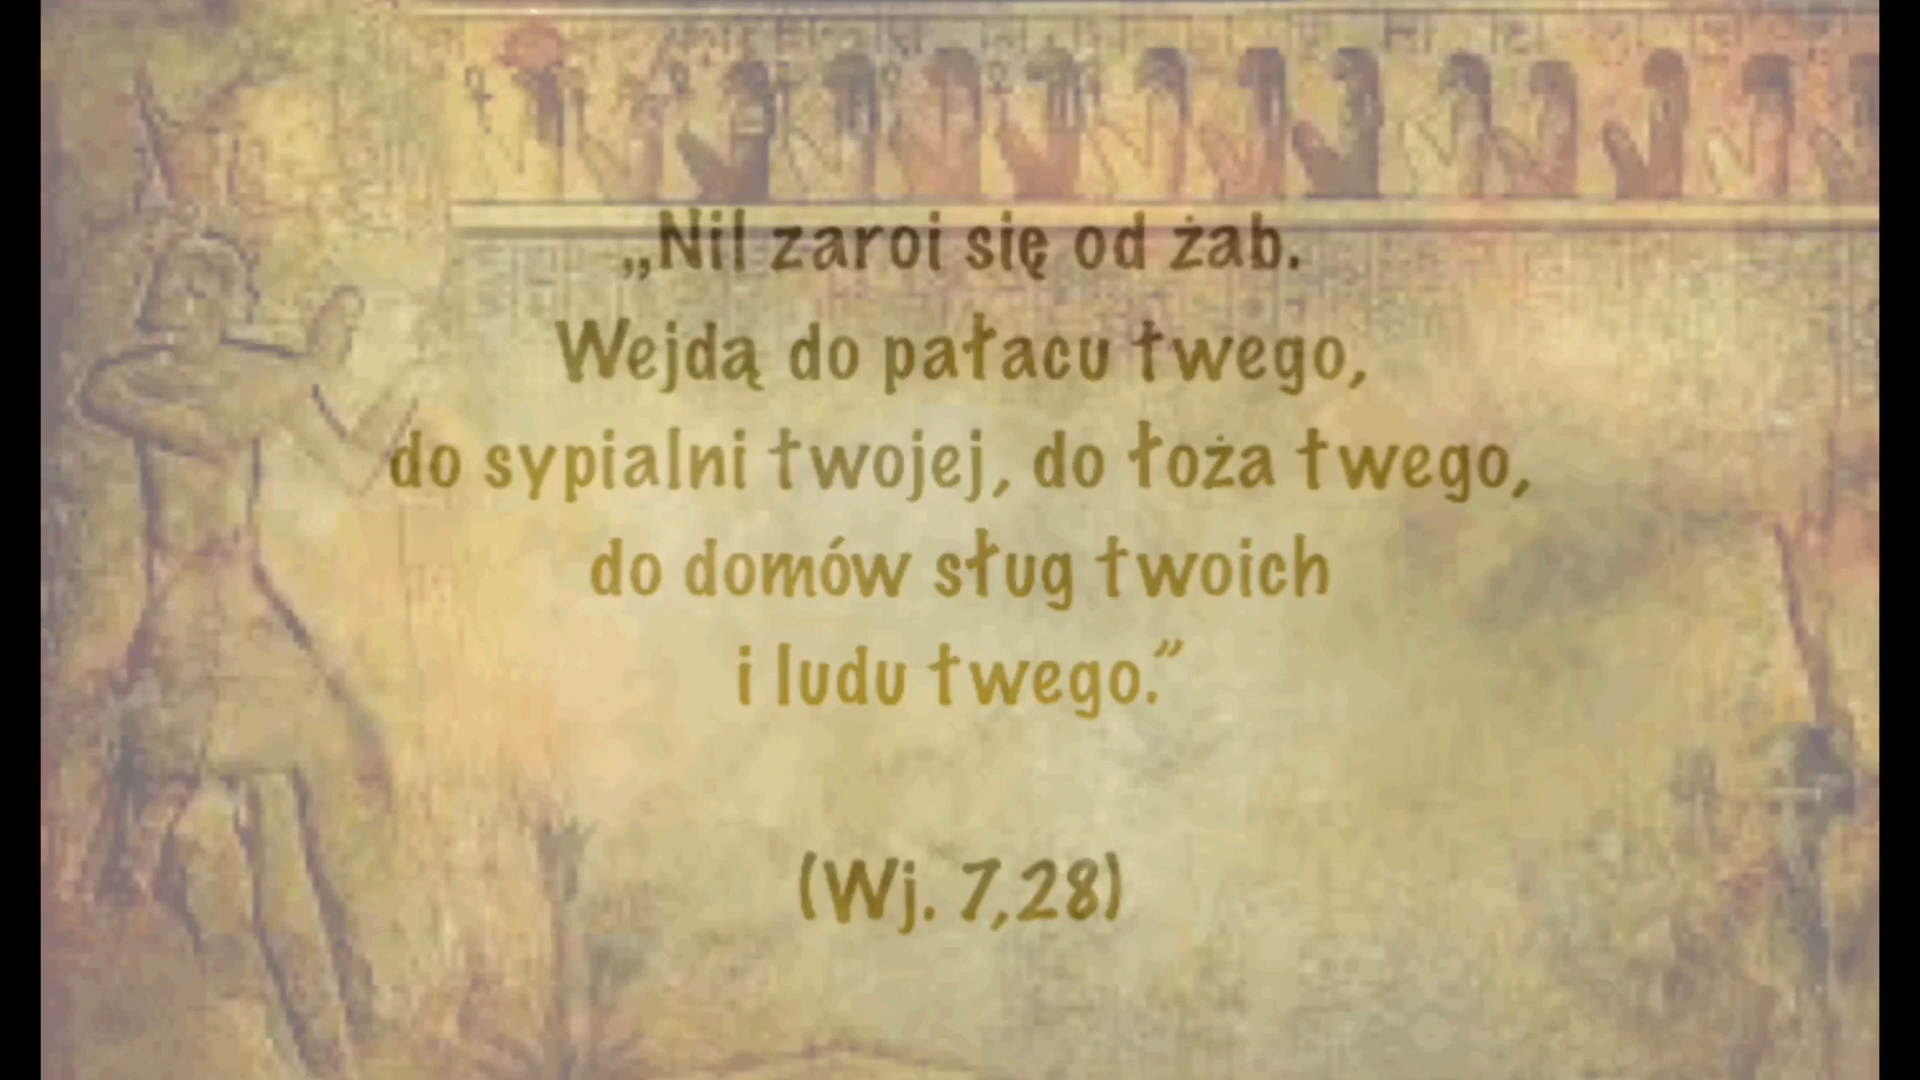 „Nil zaroi się od żab.
Wejdą do pałacu twego,
do sypialni twojej, do łoża twego,
do domów sług twoich
i ludu twego.”
(Wj. 7,28)